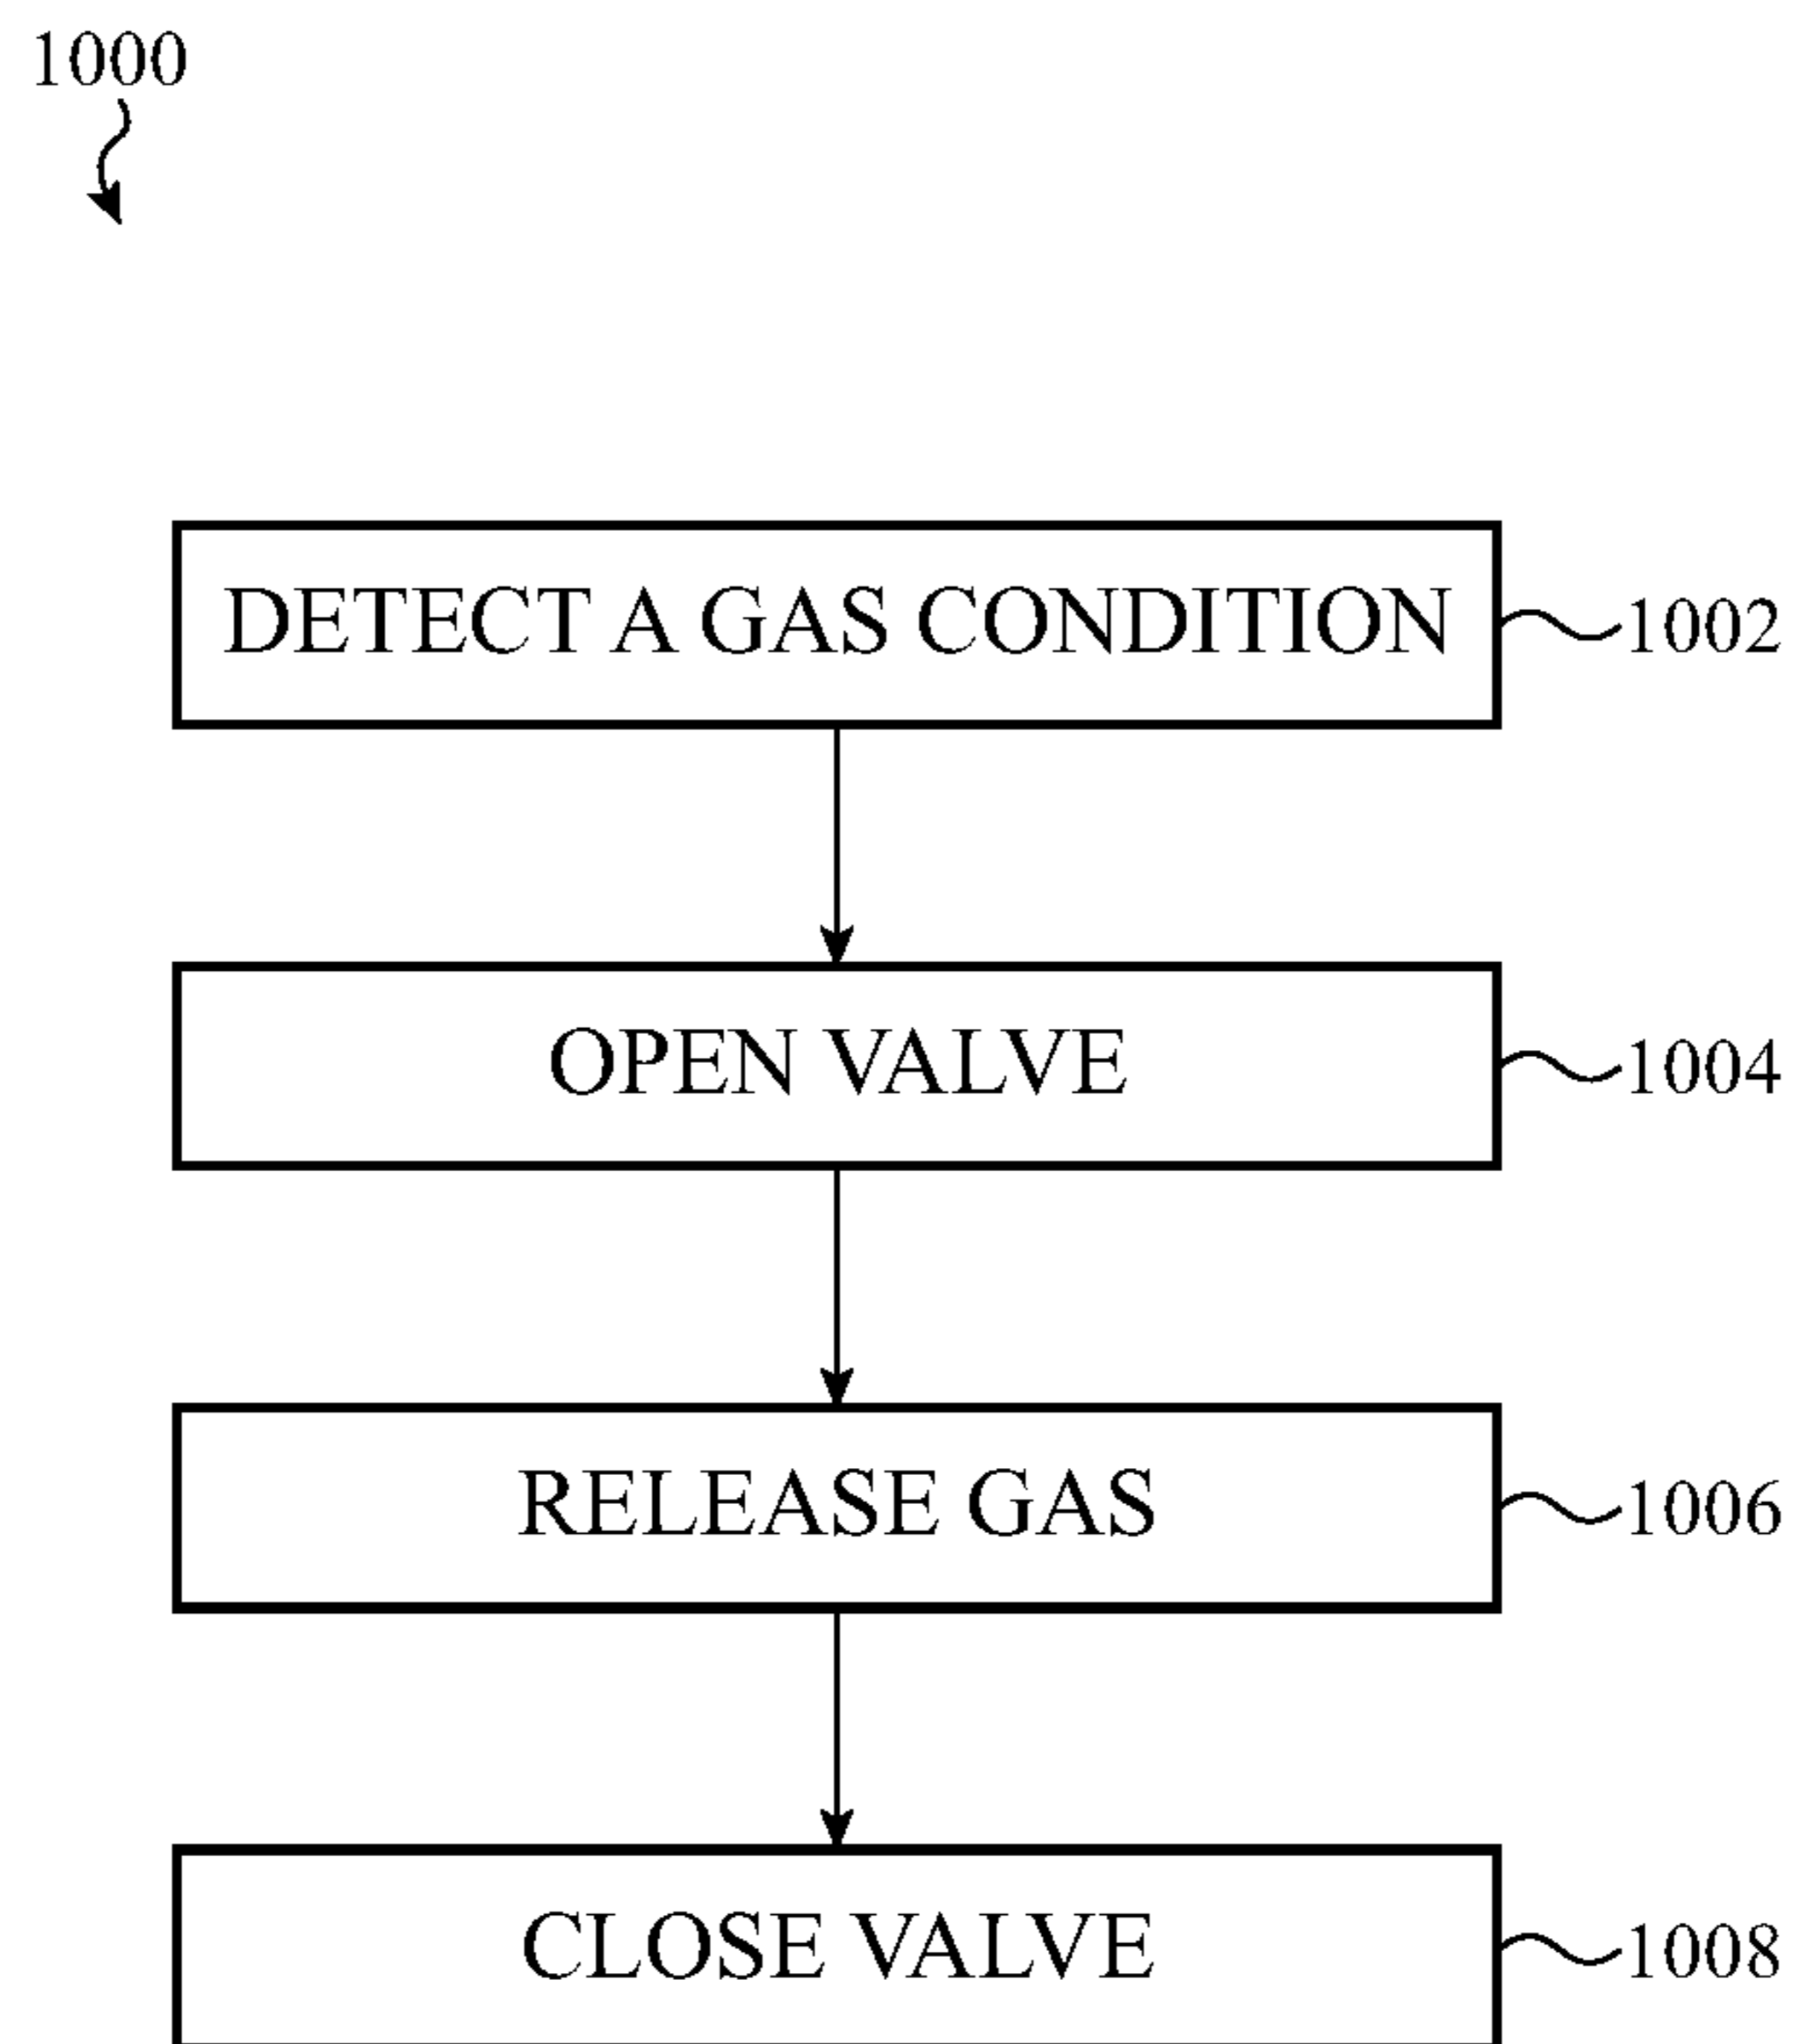 1000
DETECT A GAS CONDITION
1002
OPEN VALVE
1004
RELEASE GAS
1006
CLOSE VALVE
1008